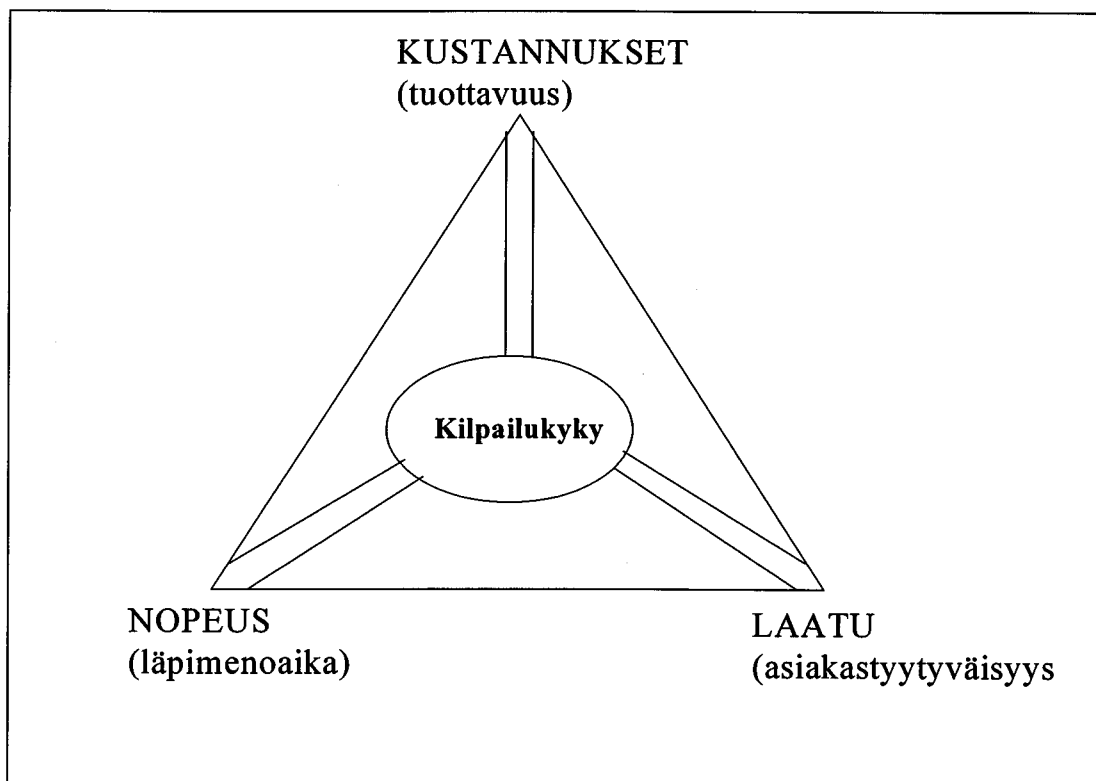 KUSTANNUKSET
(tuottavuus)
Kilpailukyky
NOPEUS
(läpimenoaika)
LAATU
(asiakastyytyväisyys